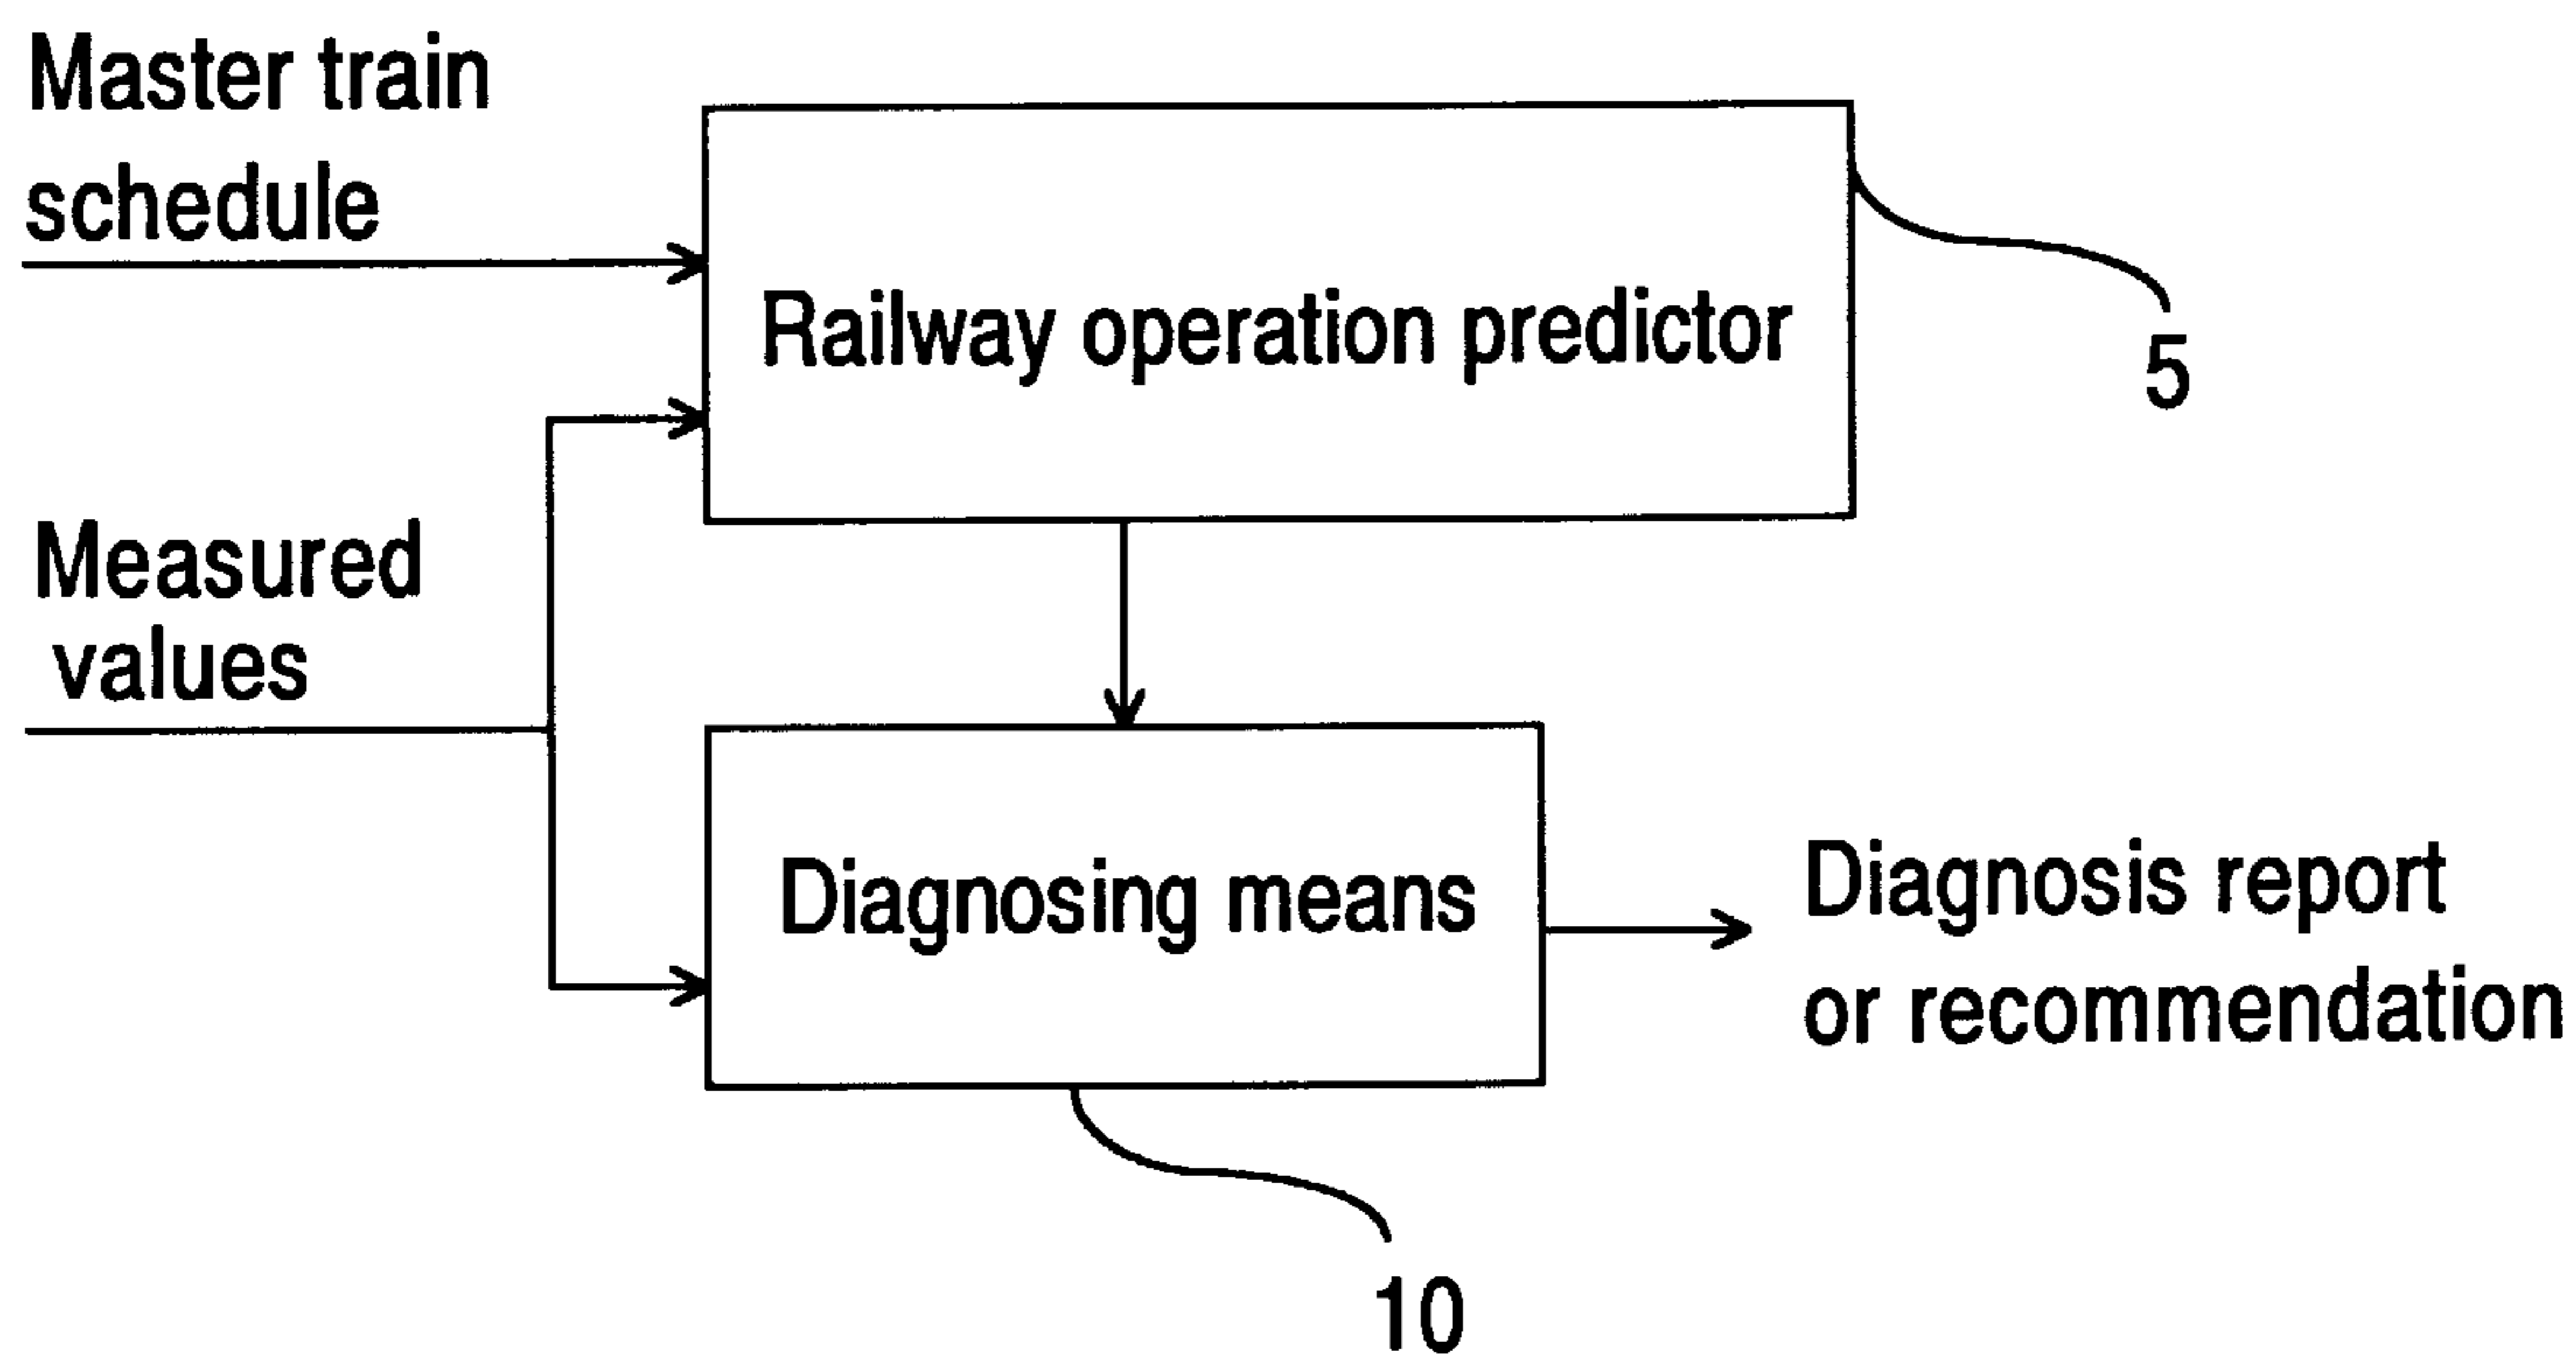 Master train
schedule
Railway operation predictor
5
Measured
values
Diagnosing means
Diagnosis report
or recommendation
10